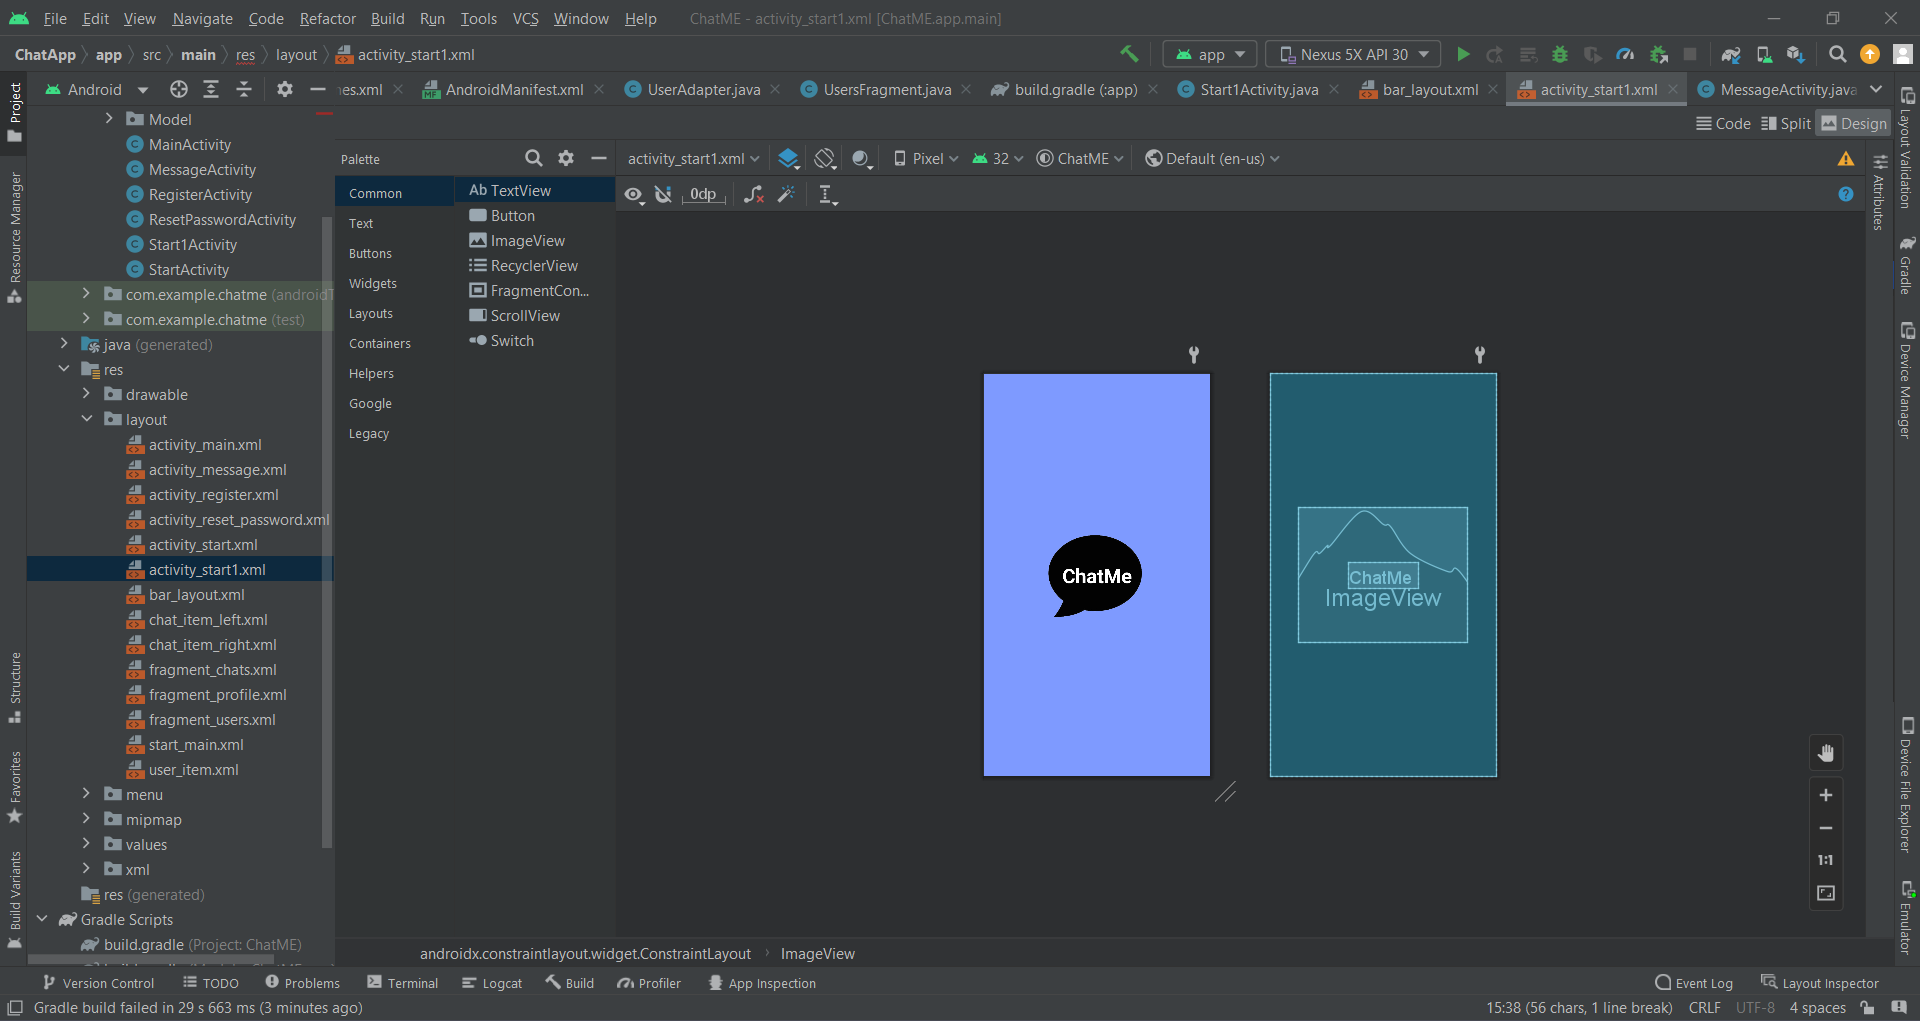 File Edit View Navigate Code Refactor Build Run Tools VCS Window Help ChatME - activity_start1.xml [ChatME.app.main]
ChatApp app src main res layout activity_start1.xml app Nexus 5X API 30
Android es.xml AndroidManifest.xml UserAdapter.java UsersFragment.java build.gradle (:app) Start1Activity.java bar_layout.xml activity_start1.xml MessageActivity.java
Code Split Design
Project
Resource Manager
Structure
Favorites
Build Variants
Model
MainActivity
MessageActivity
RegisterActivity
ResetPasswordActivity
Start1Activity
StartActivity
com.example.chatme (androidT
com.example.chatme (test)
java (generated)
res
drawable
layout
activity_main.xml
activity_message.xml
activity_register.xml
activity_reset_password.xml
activity_start.xml
activity_start1.xml
bar_layout.xml
chat_item_left.xml
chat_item_right.xml
fragment_chats.xml
fragment_profile.xml
fragment_users.xml
start_main.xml
user_item.xml
menu
mipmap
values
xml
res (generated)
Gradle Scripts
build.gradle (Project: ChatME)
Palette
Common
Text
Buttons
Widgets
Layouts
Containers
Helpers
Google
Legacy
Ab TextView
Button
ImageView
RecyclerView
FragmentCon...
ScrollView
Switch
activity_start1.xml Pixel 32 ChatME Default (en-us)
0dp
ChatMe
ChatMe
ImageView
1:1
Attributes
Layout Validation
Gradle
Device Manager
Device File Explorer
Emulator
androidx.constraintlayout.widget.ConstraintLayout ImageView
Version Control TODO Problems Terminal Logcat Build Profiler App Inspection Event Log Layout Inspector
Gradle build failed in 29 s 663 ms (3 minutes ago) 15:38 (56 chars, 1 line break) CRLF UTF-8 4 spaces